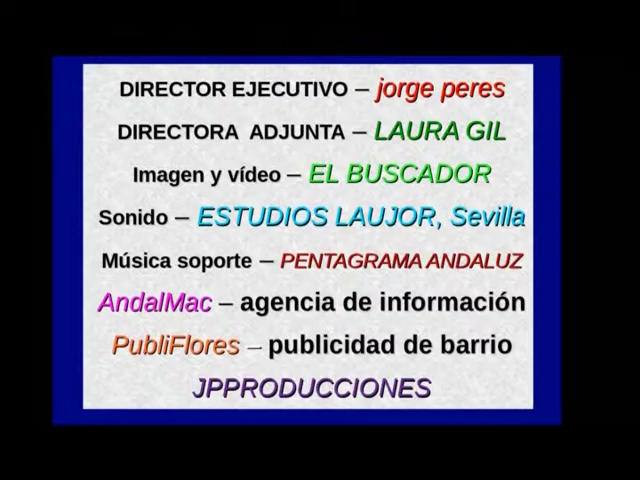 DIRECTOR EJECUTIVO – jorge peres
DIRECTORA ADJUNTA – LAURA GIL
Imagen y vídeo – EL BUSCADOR
Sonido – ESTUDIOS LAUJOR, Sevilla
Música soporte – PENTAGRAMA ANDALUZ
AndalMac – agencia de información
PubliFlores – publicidad de barrio
JPPRODUCCIONES